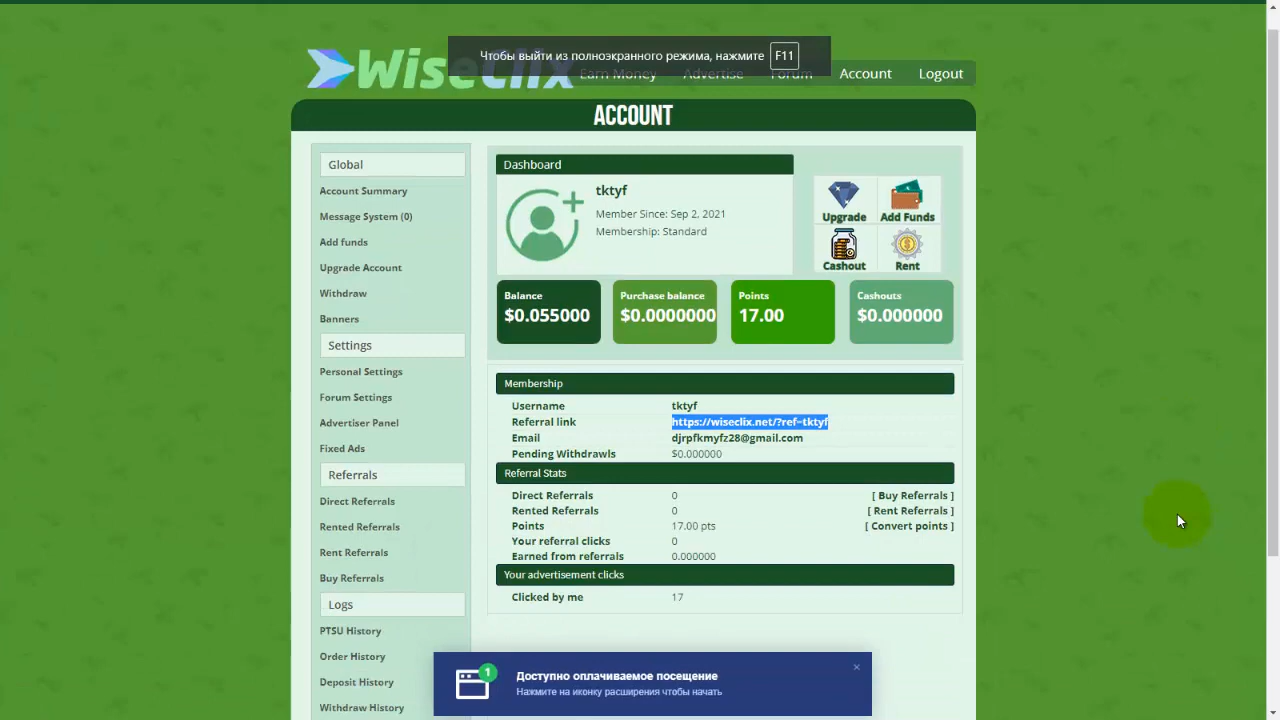 Чтобы выйти из полноэкранного режима, нажмите F11
WiseClix
Earn Money Advertise Forum Account Logout
ACCOUNT
Global
Account Summary
Message System (0)
Add funds
Upgrade Account
Withdraw
Banners
Settings
Personal Settings
Forum Settings
Advertiser Panel
Fixed Ads
Referrals
Direct Referrals
Rented Referrals
Rent Referrals
Buy Referrals
Logs
PTSU History
Order History
Deposit History
Withdraw History
Dashboard
tktyf
Member Since: Sep 2, 2021
Membership: Standard
Upgrade Add Funds
Cashout Rent
Balance Purchase balance Points Cashouts
$0.055000 $0.0000000 17.00 $0.000000
Membership
Username tktyf
Referral link https://wiseclix.net/?ref=tktyf
Email djrpfkmyfz28@gmail.com
Pending Withdrawls $0.000000
Referral Stats
Direct Referrals 0 [ Buy Referrals ]
Rented Referrals 0 [ Rent Referrals ]
Points 17.00 pts [ Convert points ]
Your referral clicks 0
Earned from referrals 0.000000
Your advertisement clicks
Clicked by me 17
1
Доступно оплачиваемое посещение
Нажмите на иконку расширения чтобы начать